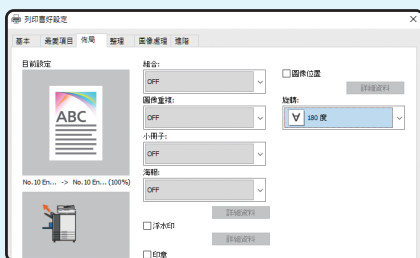 列印喜好設定
基本 最愛項目 佈局 整理 圖像處理 進階
目前設定
ABC
No. 10 En... -> No. 10 En... (100%)
組合:
OFF
圖像重複:
OFF
小冊子:
OFF
海報:
OFF
詳細資料
浮水印
詳細資料
印章
圖像位置
詳細資料
旋轉:
A 180 度